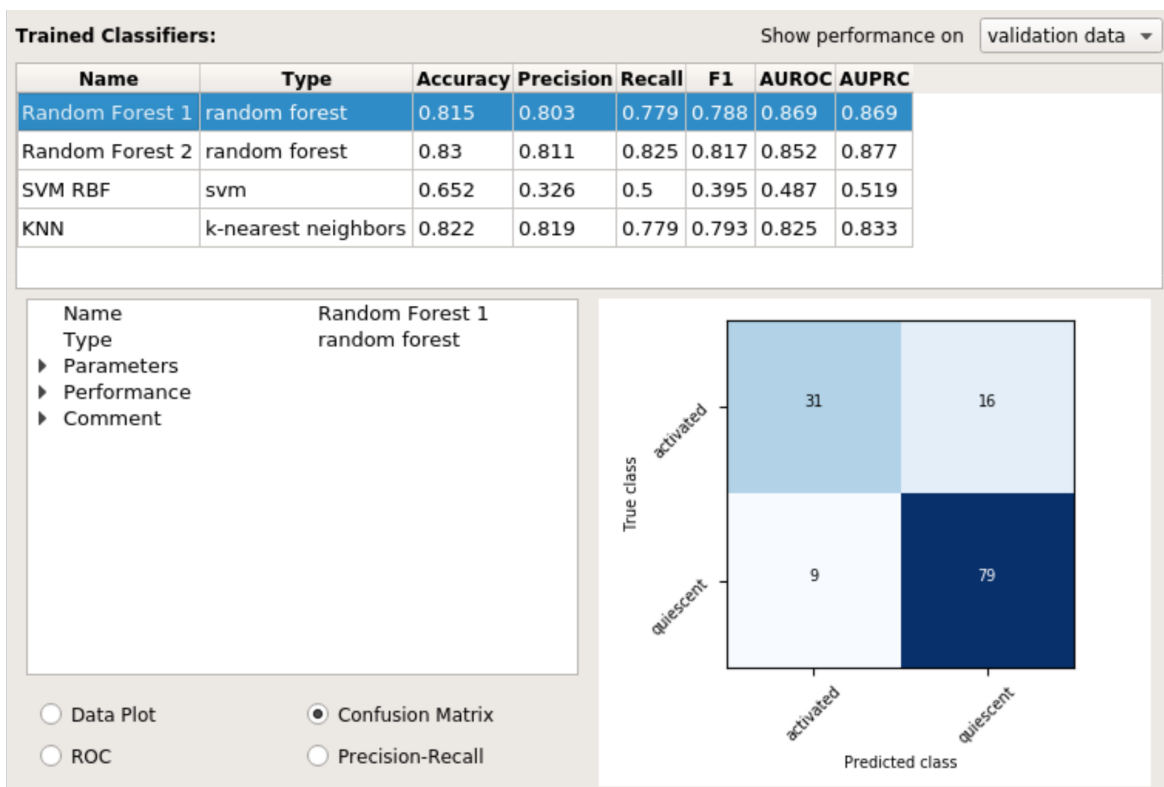 Trained Classifiers: Show performance on validation data
Name Type Accuracy Precision Recall F1 AUROC AUPRC
Random Forest 1 random forest 0.815 0.803 0.779 0.788 0.869 0.869
Random Forest 2 random forest 0.83 0.811 0.825 0.817 0.852 0.877
SVM RBF svm 0.652 0.326 0.5 0.395 0.487 0.519
KNN k-nearest neighbors 0.822 0.819 0.779 0.793 0.825 0.833
Name Random Forest 1
Type random forest
Parameters
Performance
Comment
Data Plot Confusion Matrix
ROC Precision-Recall
True class
activated 31 16
quiescent 9 79
activated quiescent
Predicted class